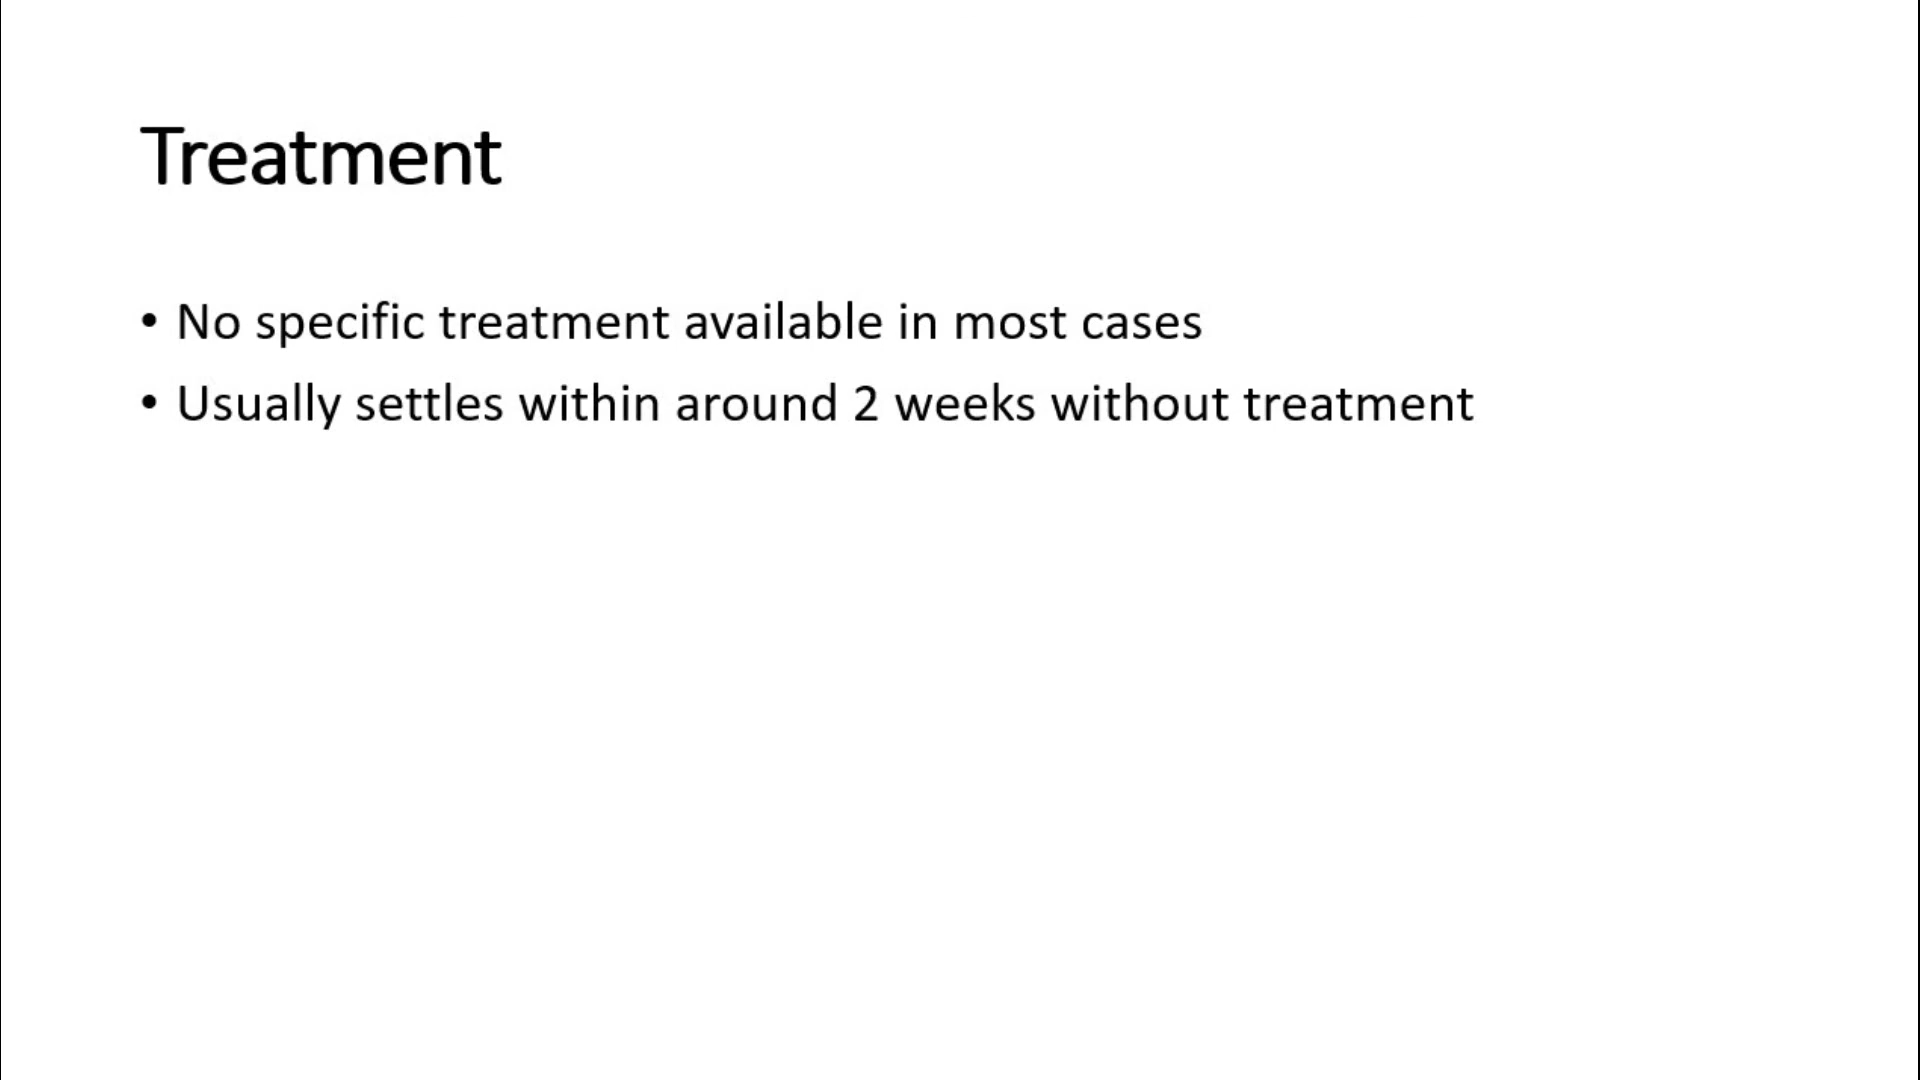 Treatment
• No specific treatment available in most cases
• Usually settles within around 2 weeks without treatment